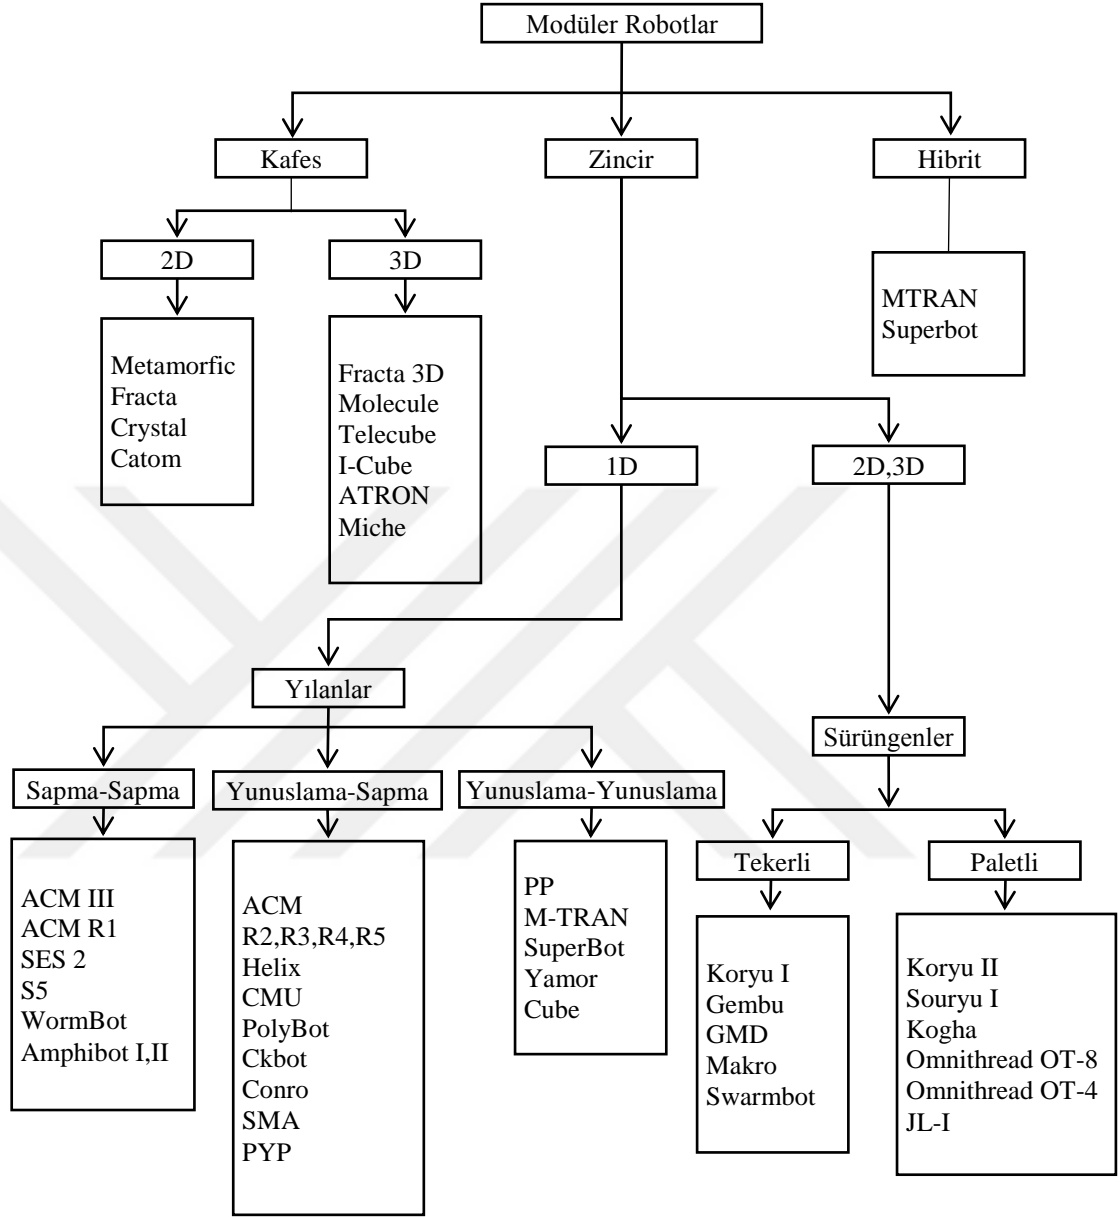 Modüler Robotlar
Kafes
Zincir
Hibrit
2D
3D
MTRAN
Superbot
Metamorfic
Fracta
Crystal
Catom
Fracta 3D
Molecule
Telecube
I-Cube
ATRON
Miche
1D
2D,3D
Yılanlar
Sürüngenler
Sapma-Sapma
Yunuslama-Sapma
Yunuslama-Yunuslama
Tekerli
Paletli
ACM III
ACM R1
SES 2
S5
WormBot
Amphibot I,II
ACM
R2,R3,R4,R5
Helix
CMU
PolyBot
Ckbot
Conro
SMA
PYP
PP
M-TRAN
SuperBot
Yamor
Cube
Koryu I
Gembu
GMD
Makro
Swarmbot
Koryu II
Souryu I
Kogha
Omnithread OT-8
Omnithread OT-4
JL-I